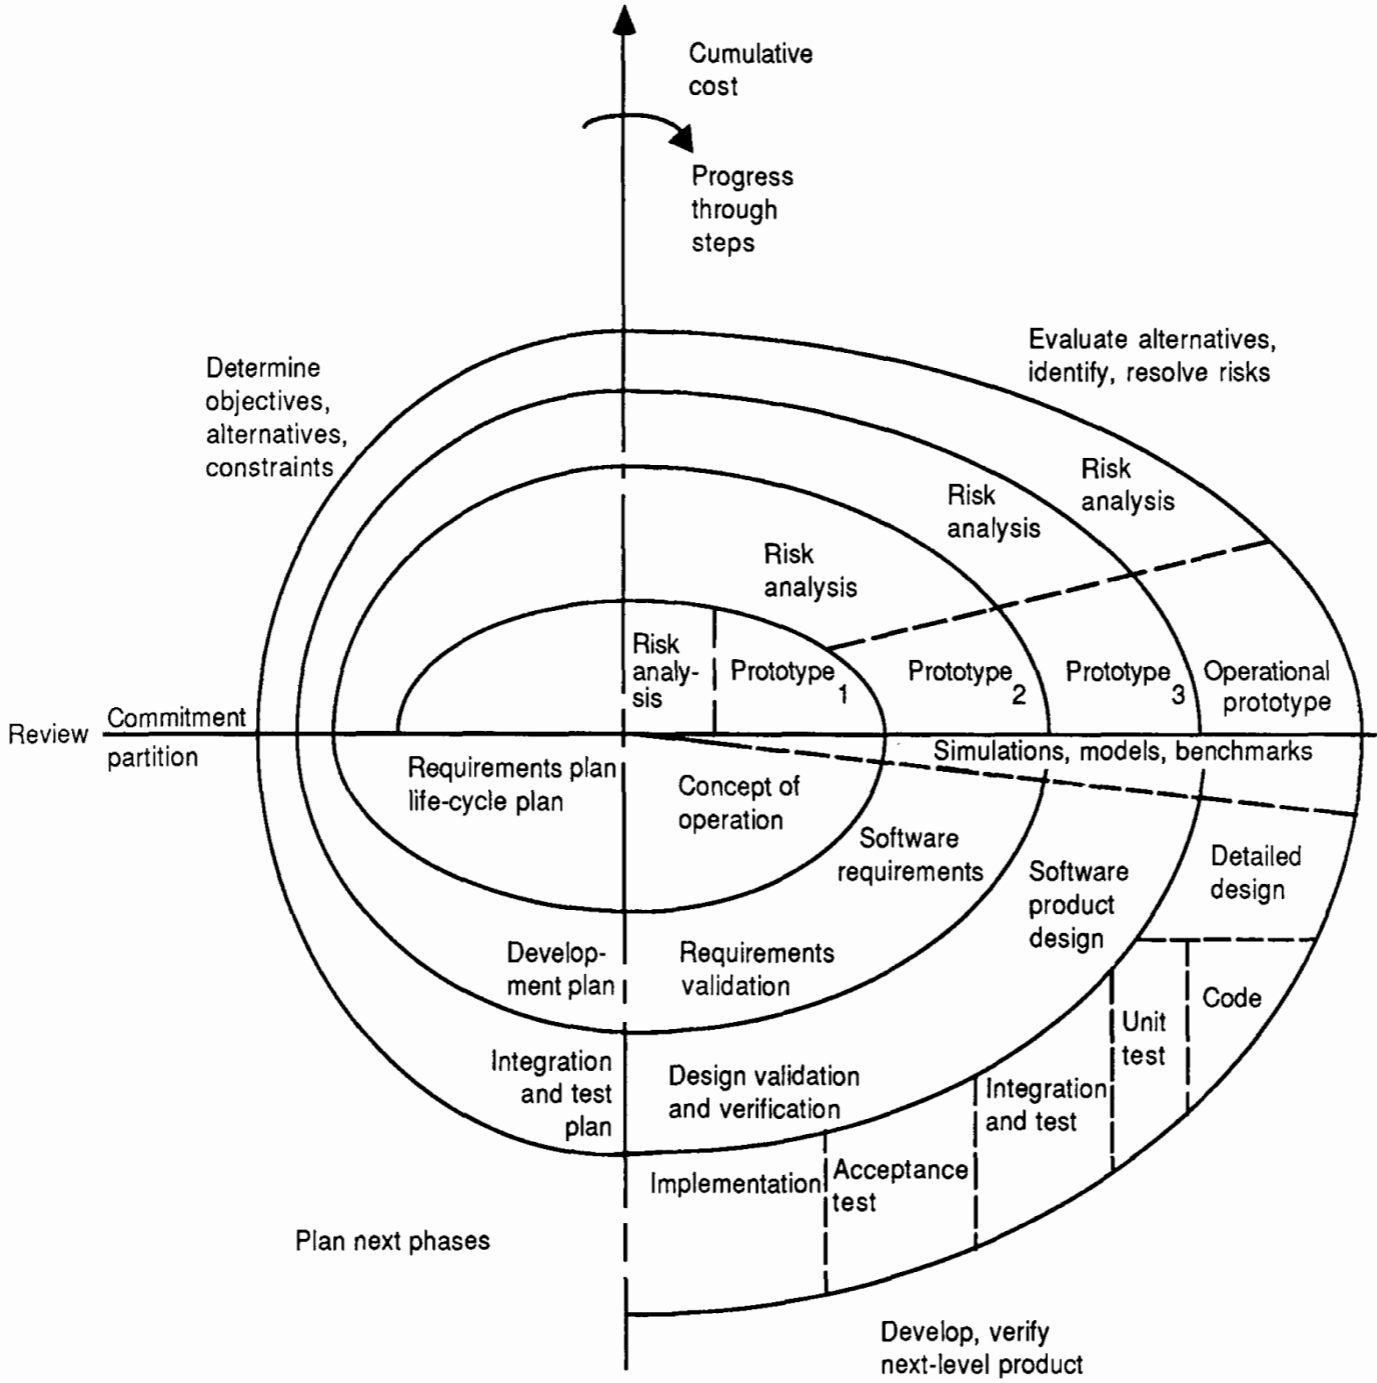 Cumulative
cost
Progress
through
steps
Evaluate alternatives,
identify, resolve risks
Determine
objectives,
alternatives,
constraints
Risk
analysis
Risk
analysis
Risk
analysis
Risk
analy-
sis
Prototype 1
Prototype 2
Prototype 3
Operational
prototype
Review
Commitment
partition
Simulations, models, benchmarks
Requirements plan
life-cycle plan
Concept of
operation
Software
requirements
Software
product
design
Detailed
design
Develop-
ment plan
Requirements
validation
Code
Unit
test
Integration
and test
plan
Design validation
and verification
Integration
and test
Implementation
Acceptance
test
Plan next phases
Develop, verify
next-level product